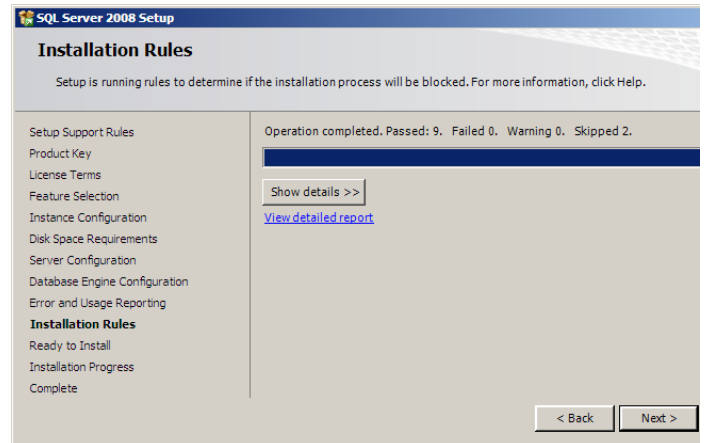 SQL Server 2008 Setup
Installation Rules
Setup is running rules to determine if the installation process will be blocked. For more information, click Help.
Setup Support Rules
Product Key
License Terms
Feature Selection
Instance Configuration
Disk Space Requirements
Server Configuration
Database Engine Configuration
Error and Usage Reporting
Installation Rules
Ready to Install
Installation Progress
Complete
Operation completed. Passed: 9. Failed 0. Warning 0. Skipped 2.
Show details >>
View detailed report
< Back
Next >